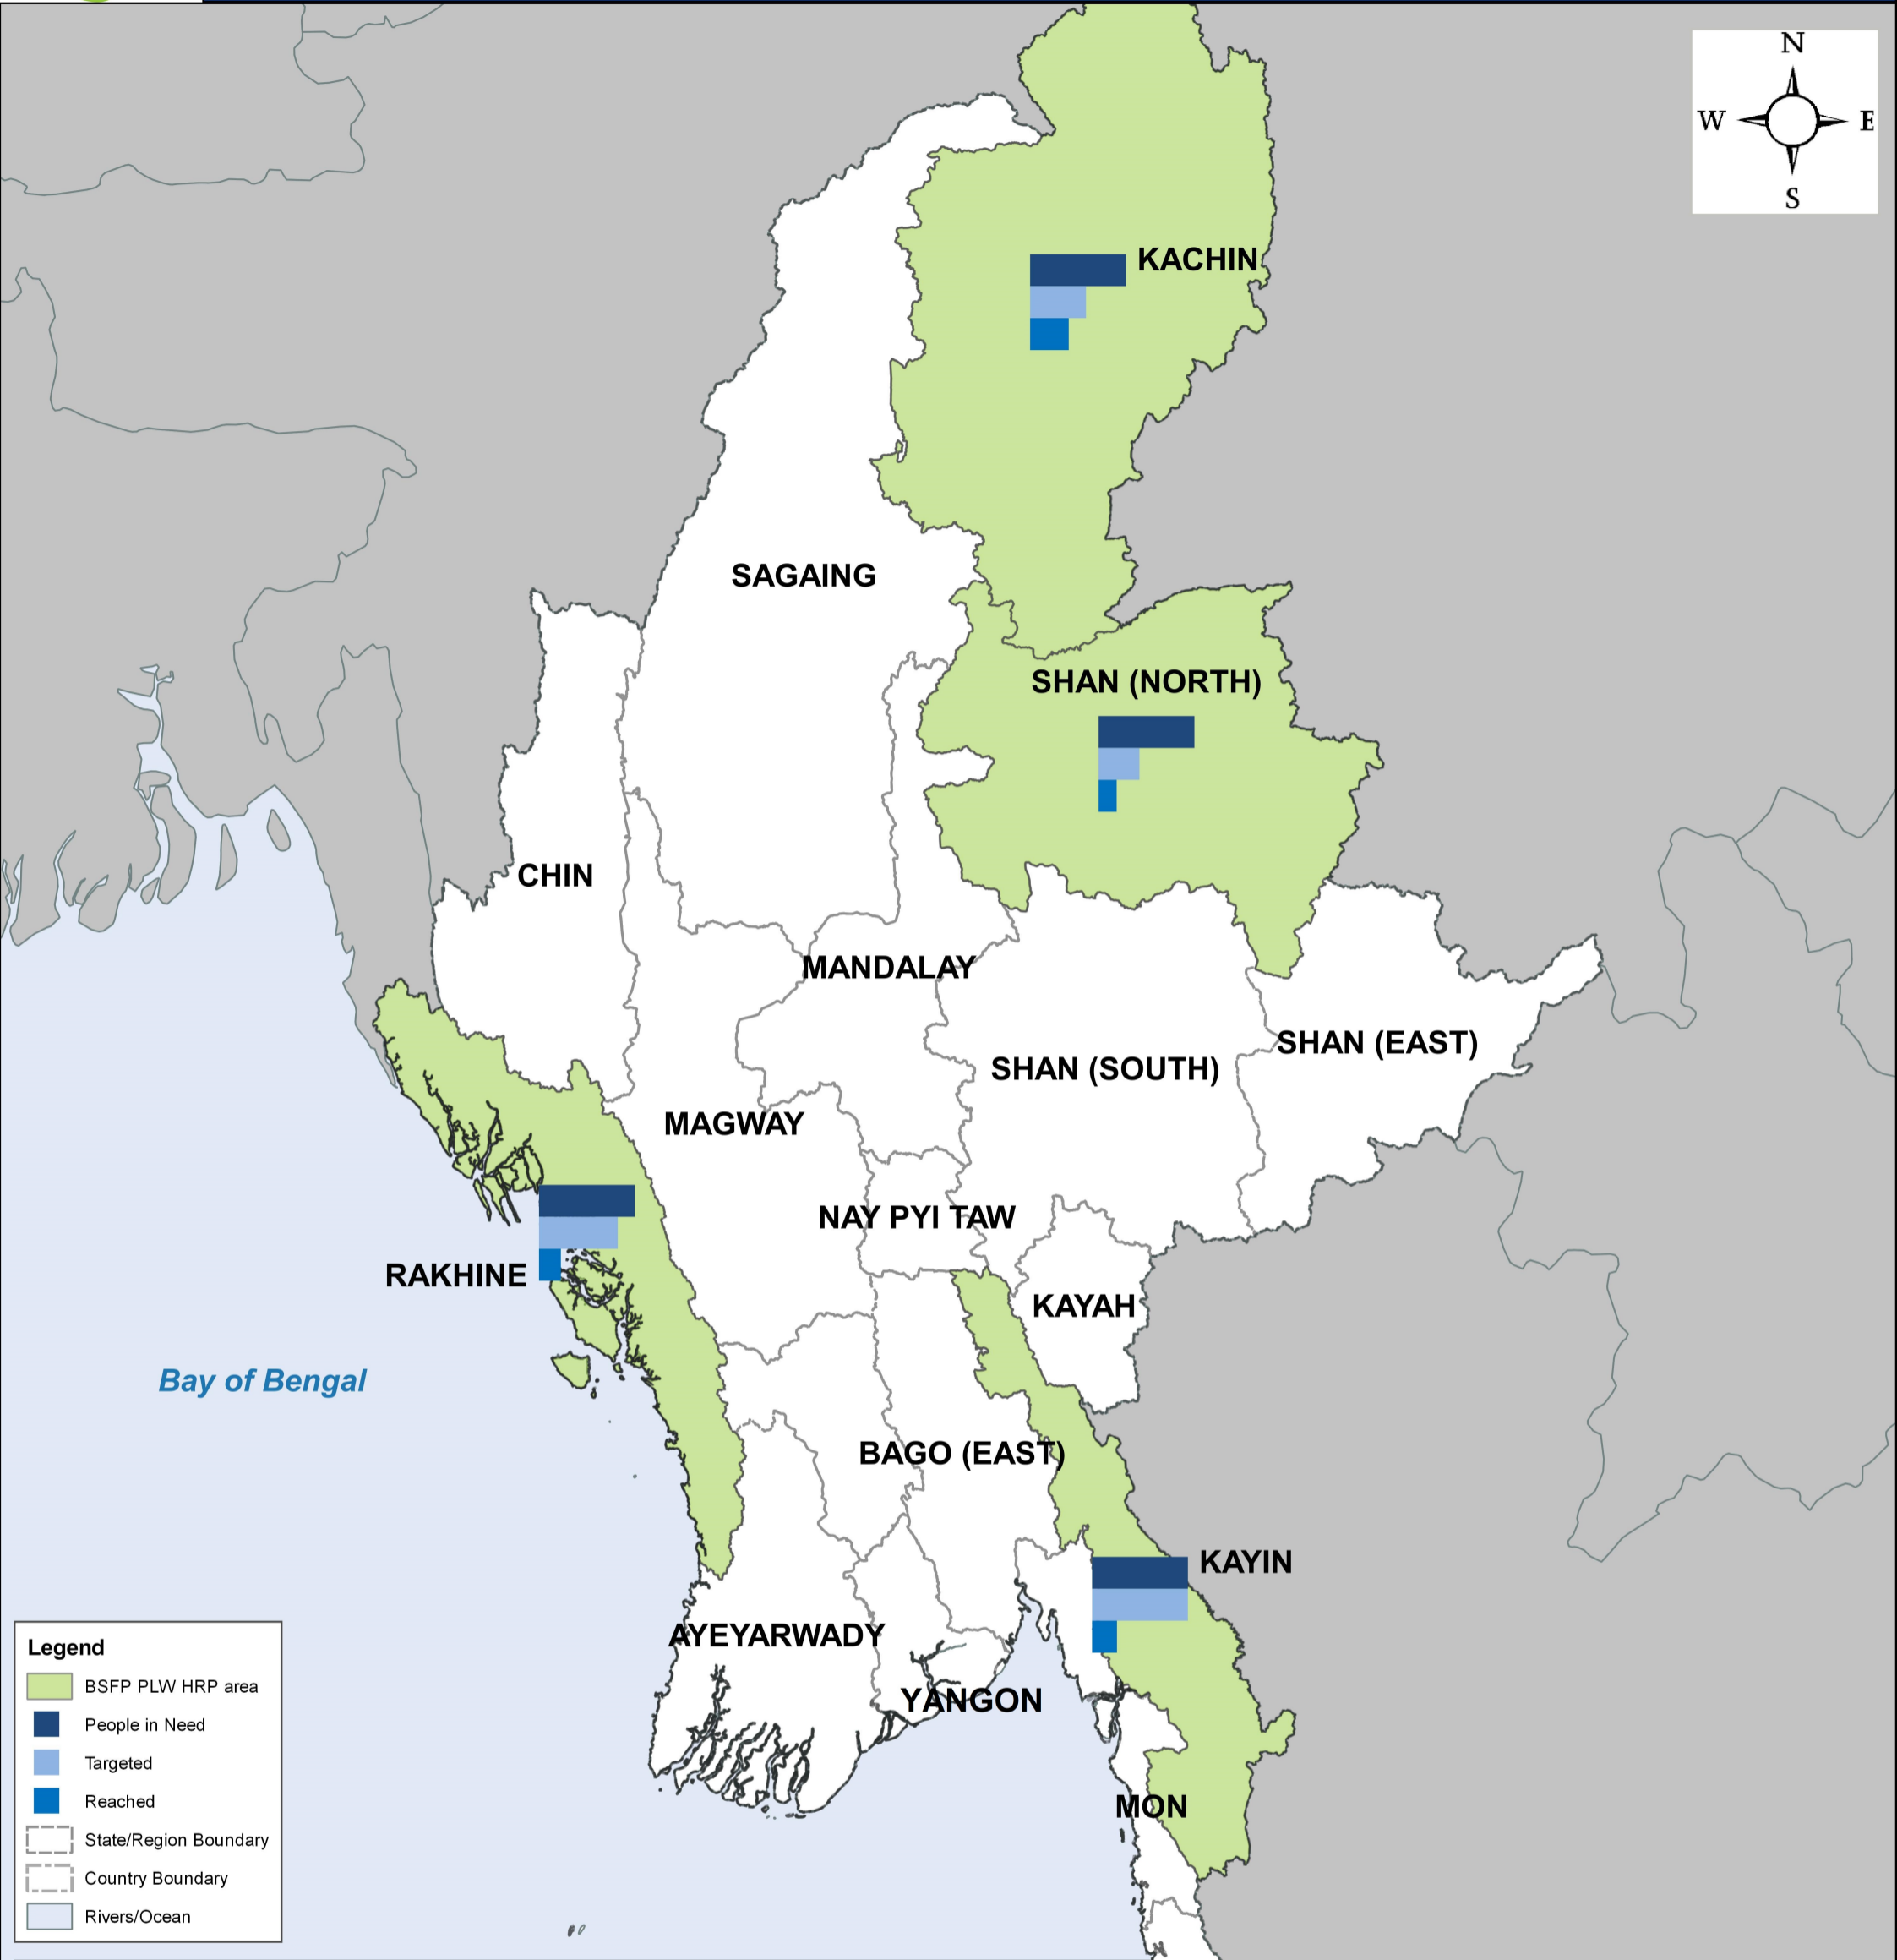 N
W E
S
KACHIN
SAGAING
SHAN (NORTH)
CHIN
MANDALAY
SHAN (EAST)
SHAN (SOUTH)
MAGWAY
NAY PYI TAW
RAKHINE
KAYAH
Bay of Bengal
BAGO (EAST)
KAYIN
AYEYARWADY
YANGON
MON
Legend
BSFP PLW HRP area
People in Need
Targeted
Reached
State/Region Boundary
Country Boundary
Rivers/Ocean